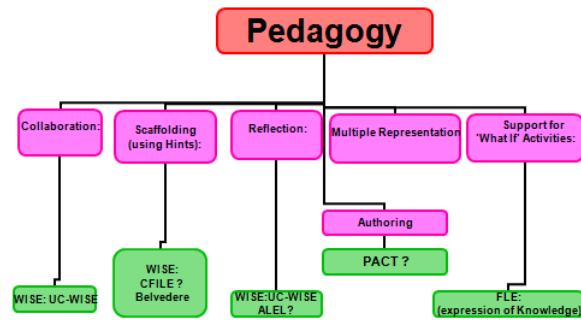 Pedagogy
Collaboration:
Scaffolding
(using Hints):
Reflection:
Multiple Representation
Support for
'What If' Activities:
Authoring
WISE: UC-WISE
WISE:
CFILE ?
Belvedere
WISE:UC-WISE
ALEL?
PACT ?
FLE:
(expression of Knowledge)